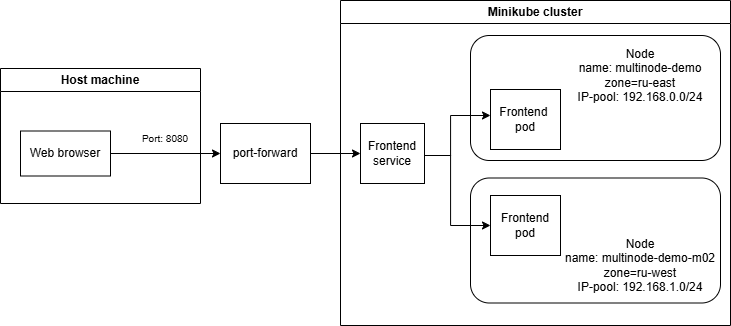 Minikube cluster
Host machine
Web browser
Port: 8080
port-forward
Frontend
service
Frontend
pod
Node
name: multinode-demo
zone=ru-east
IP-pool: 192.168.0.0/24
Frontend
pod
Node
name: multinode-demo-m02
zone=ru-west
IP-pool: 192.168.1.0/24